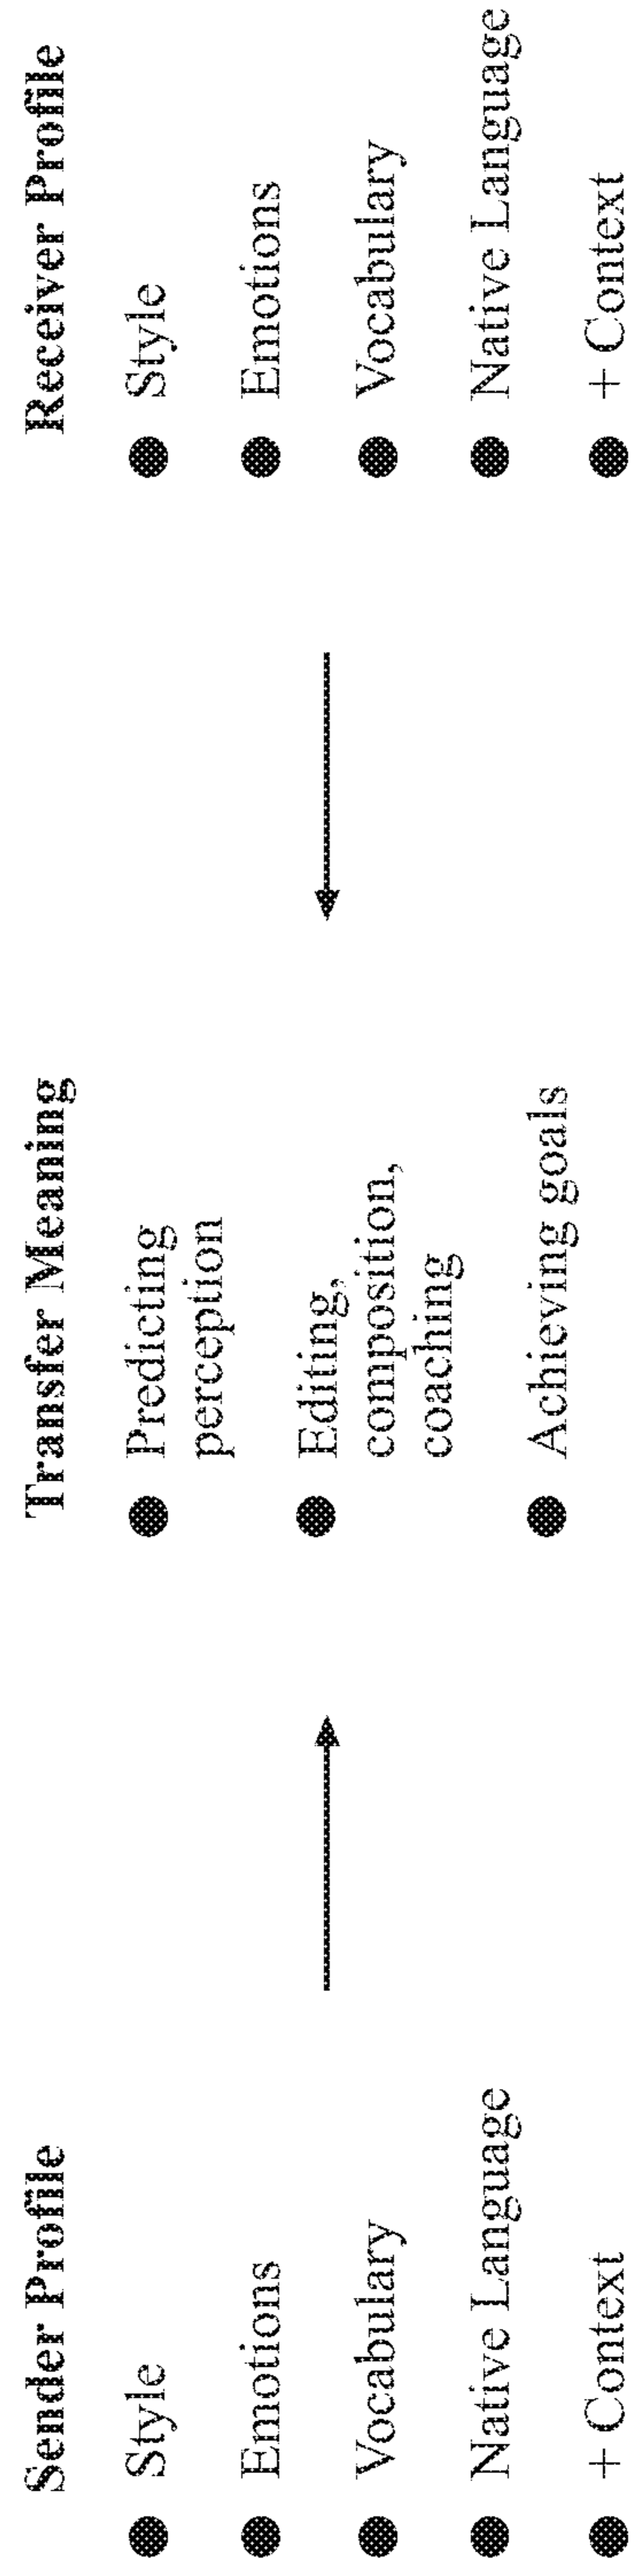 Sender Profile
Style
Emotions
Vocabulary
Native Language
+ Context
Transfer Meaning
Predicting
perception
Editing,
composition,
coaching
Achieving goals
Receiver Profile
Style
Emotions
Vocabulary
Native Language
+ Context